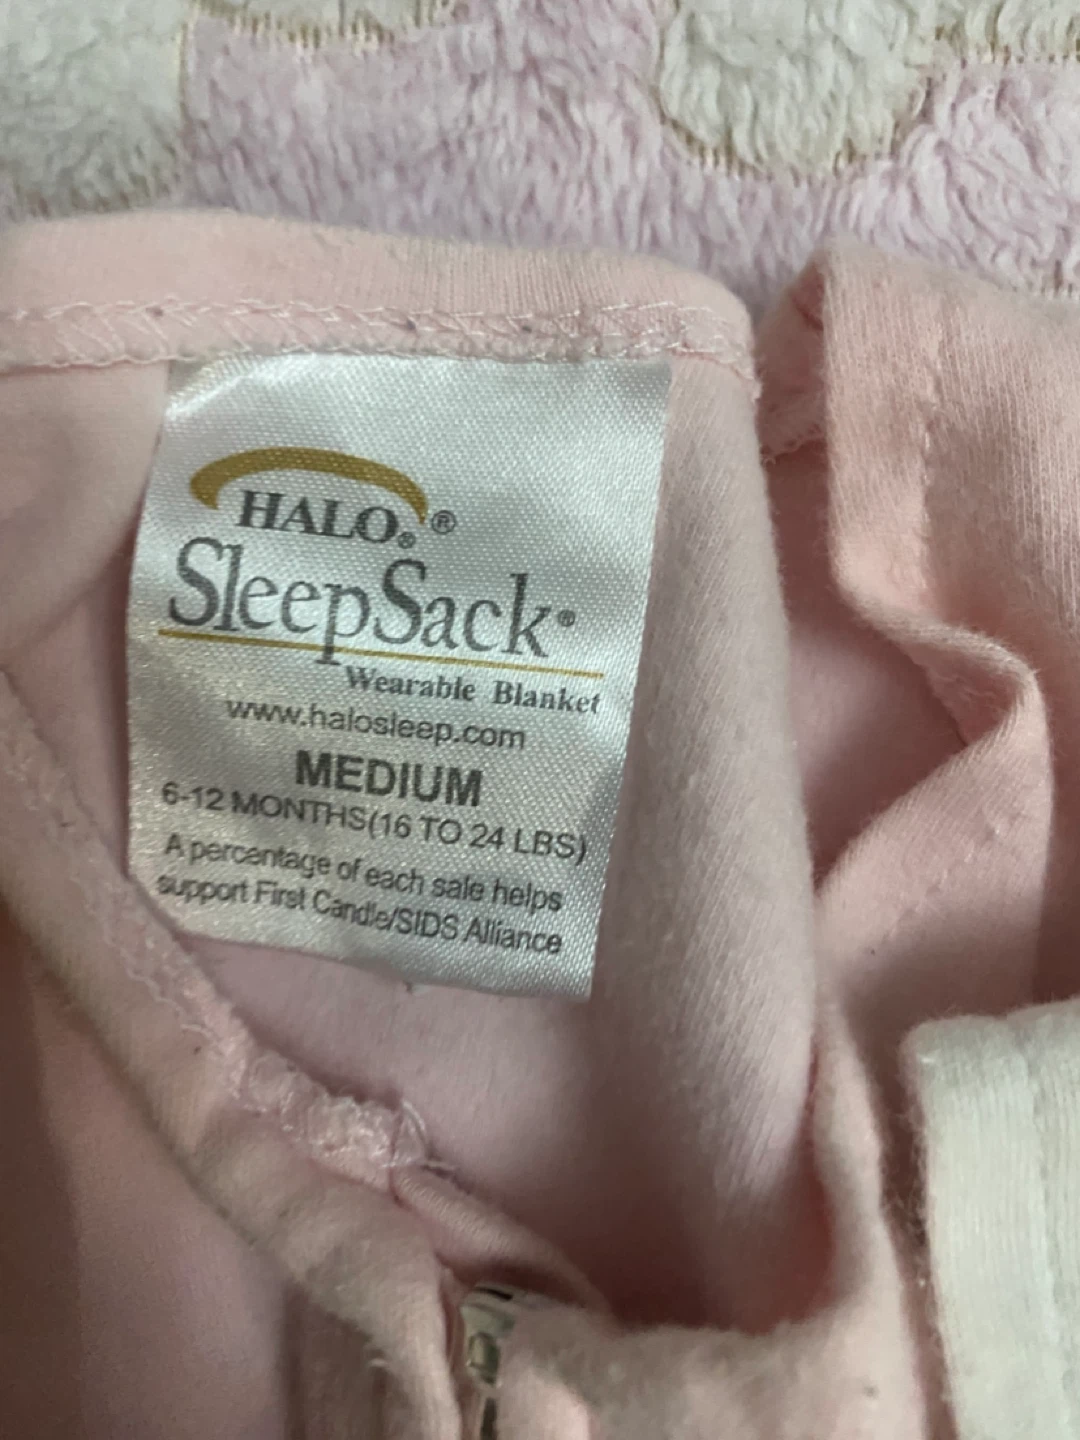 HALO®®
SleepSack®
Wearable Blanket
www.halosleep.com
MEDIUM
6-12 MONTHS(16 TO 24 LBS)
A percentage of each sale helps
support First Candle/SIDS Alliance